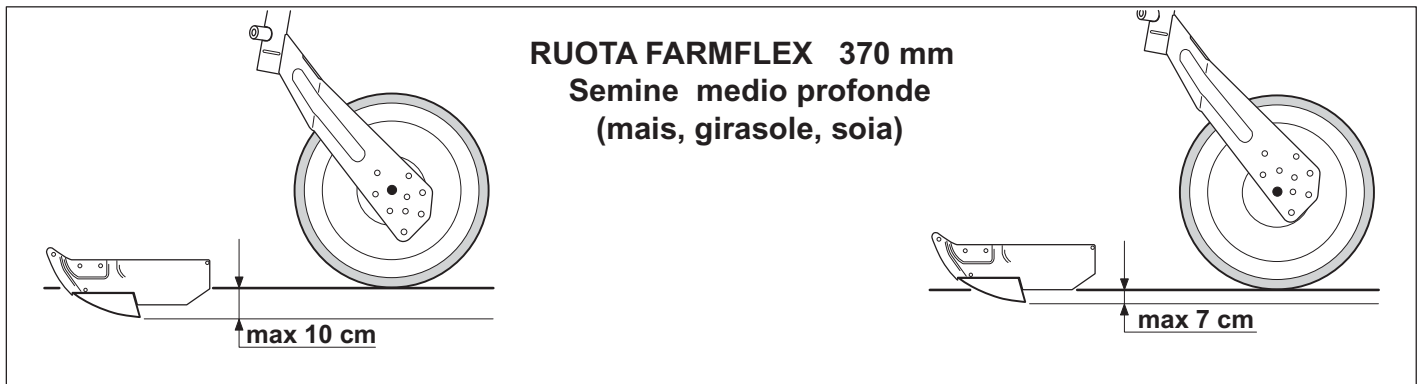 RUOTA FARMFLEX 370 mm
Semine medio profonde
(mais, girasole, soia)
max 10 cm
max 7 cm